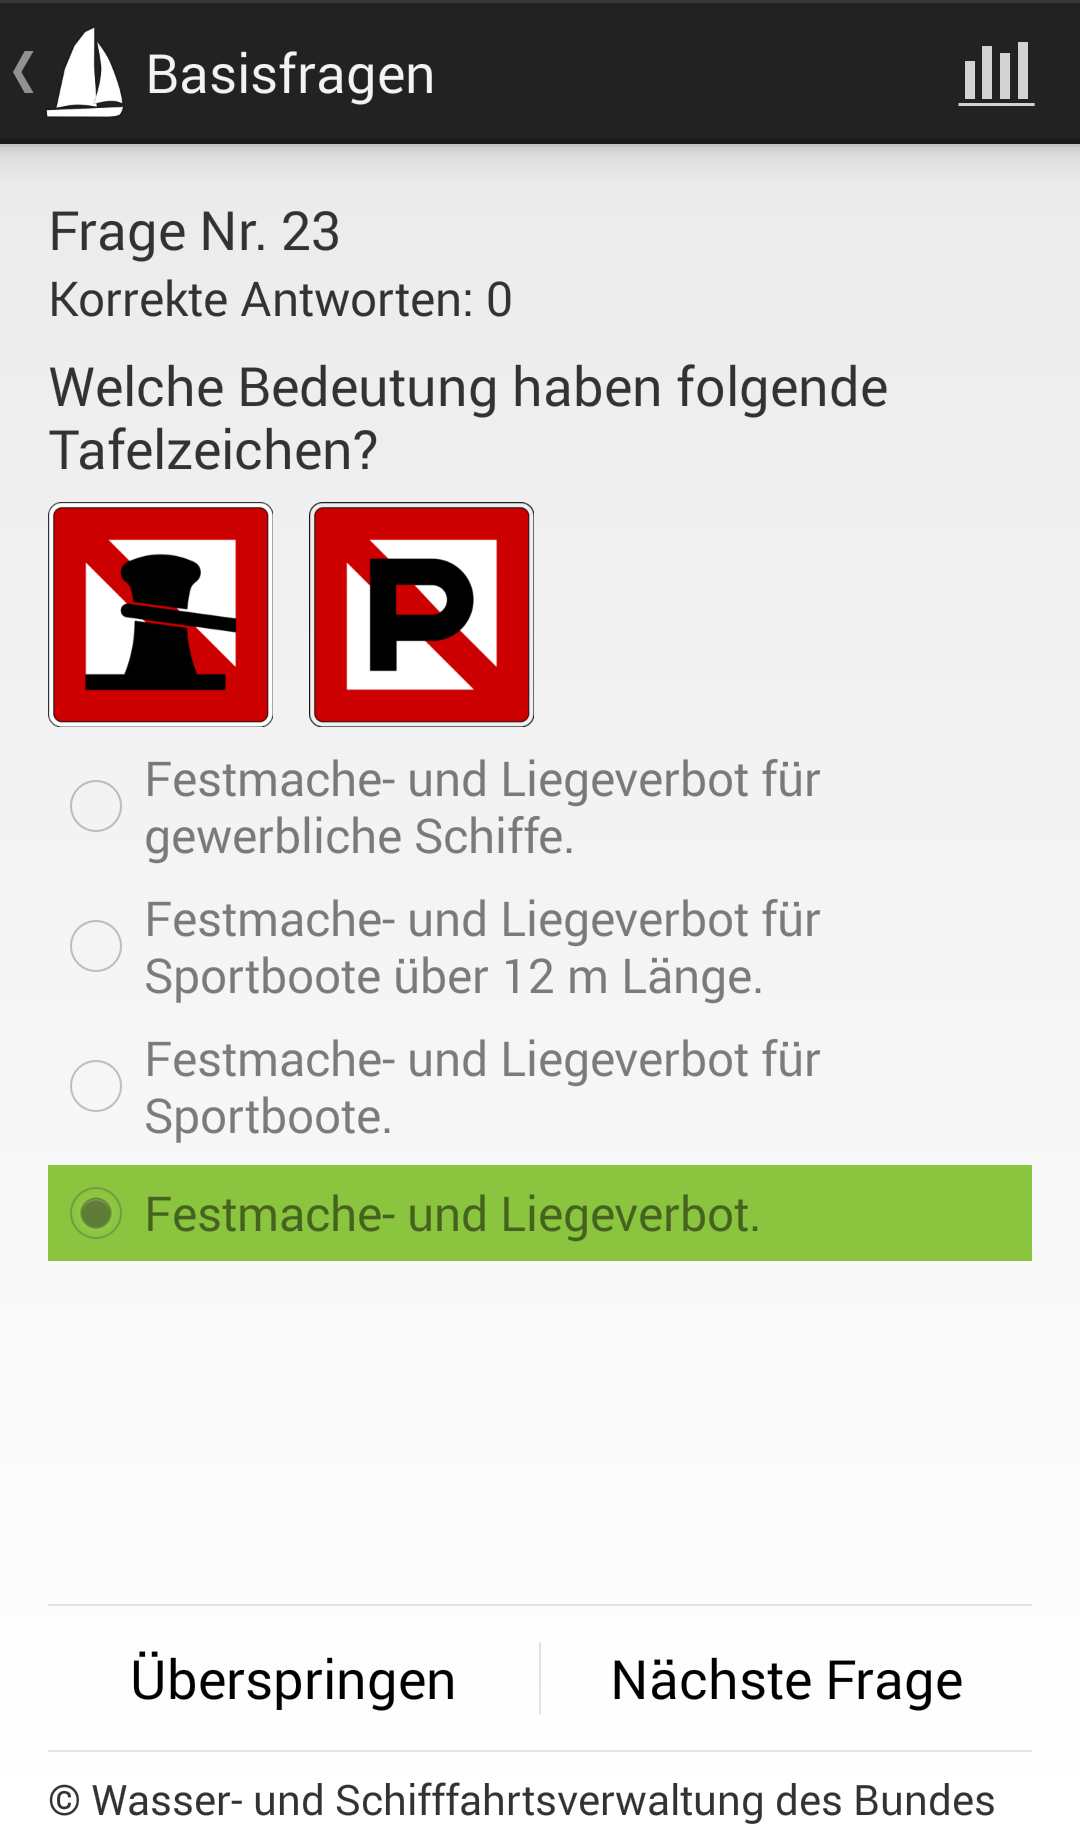 Basisfragen
Frage Nr. 23
Korrekte Antworten: 0
Welche Bedeutung haben folgende
Tafelzeichen?
P
Festmache- und Liegeverbot für
gewerbliche Schiffe.
Festmache- und Liegeverbot für
Sportboote über 12 m Länge.
Festmache- und Liegeverbot für
Sportboote.
Festmache- und Liegeverbot.
Überspringen
Nächste Frage
© Wasser- und Schifffahrtsverwaltung des Bundes